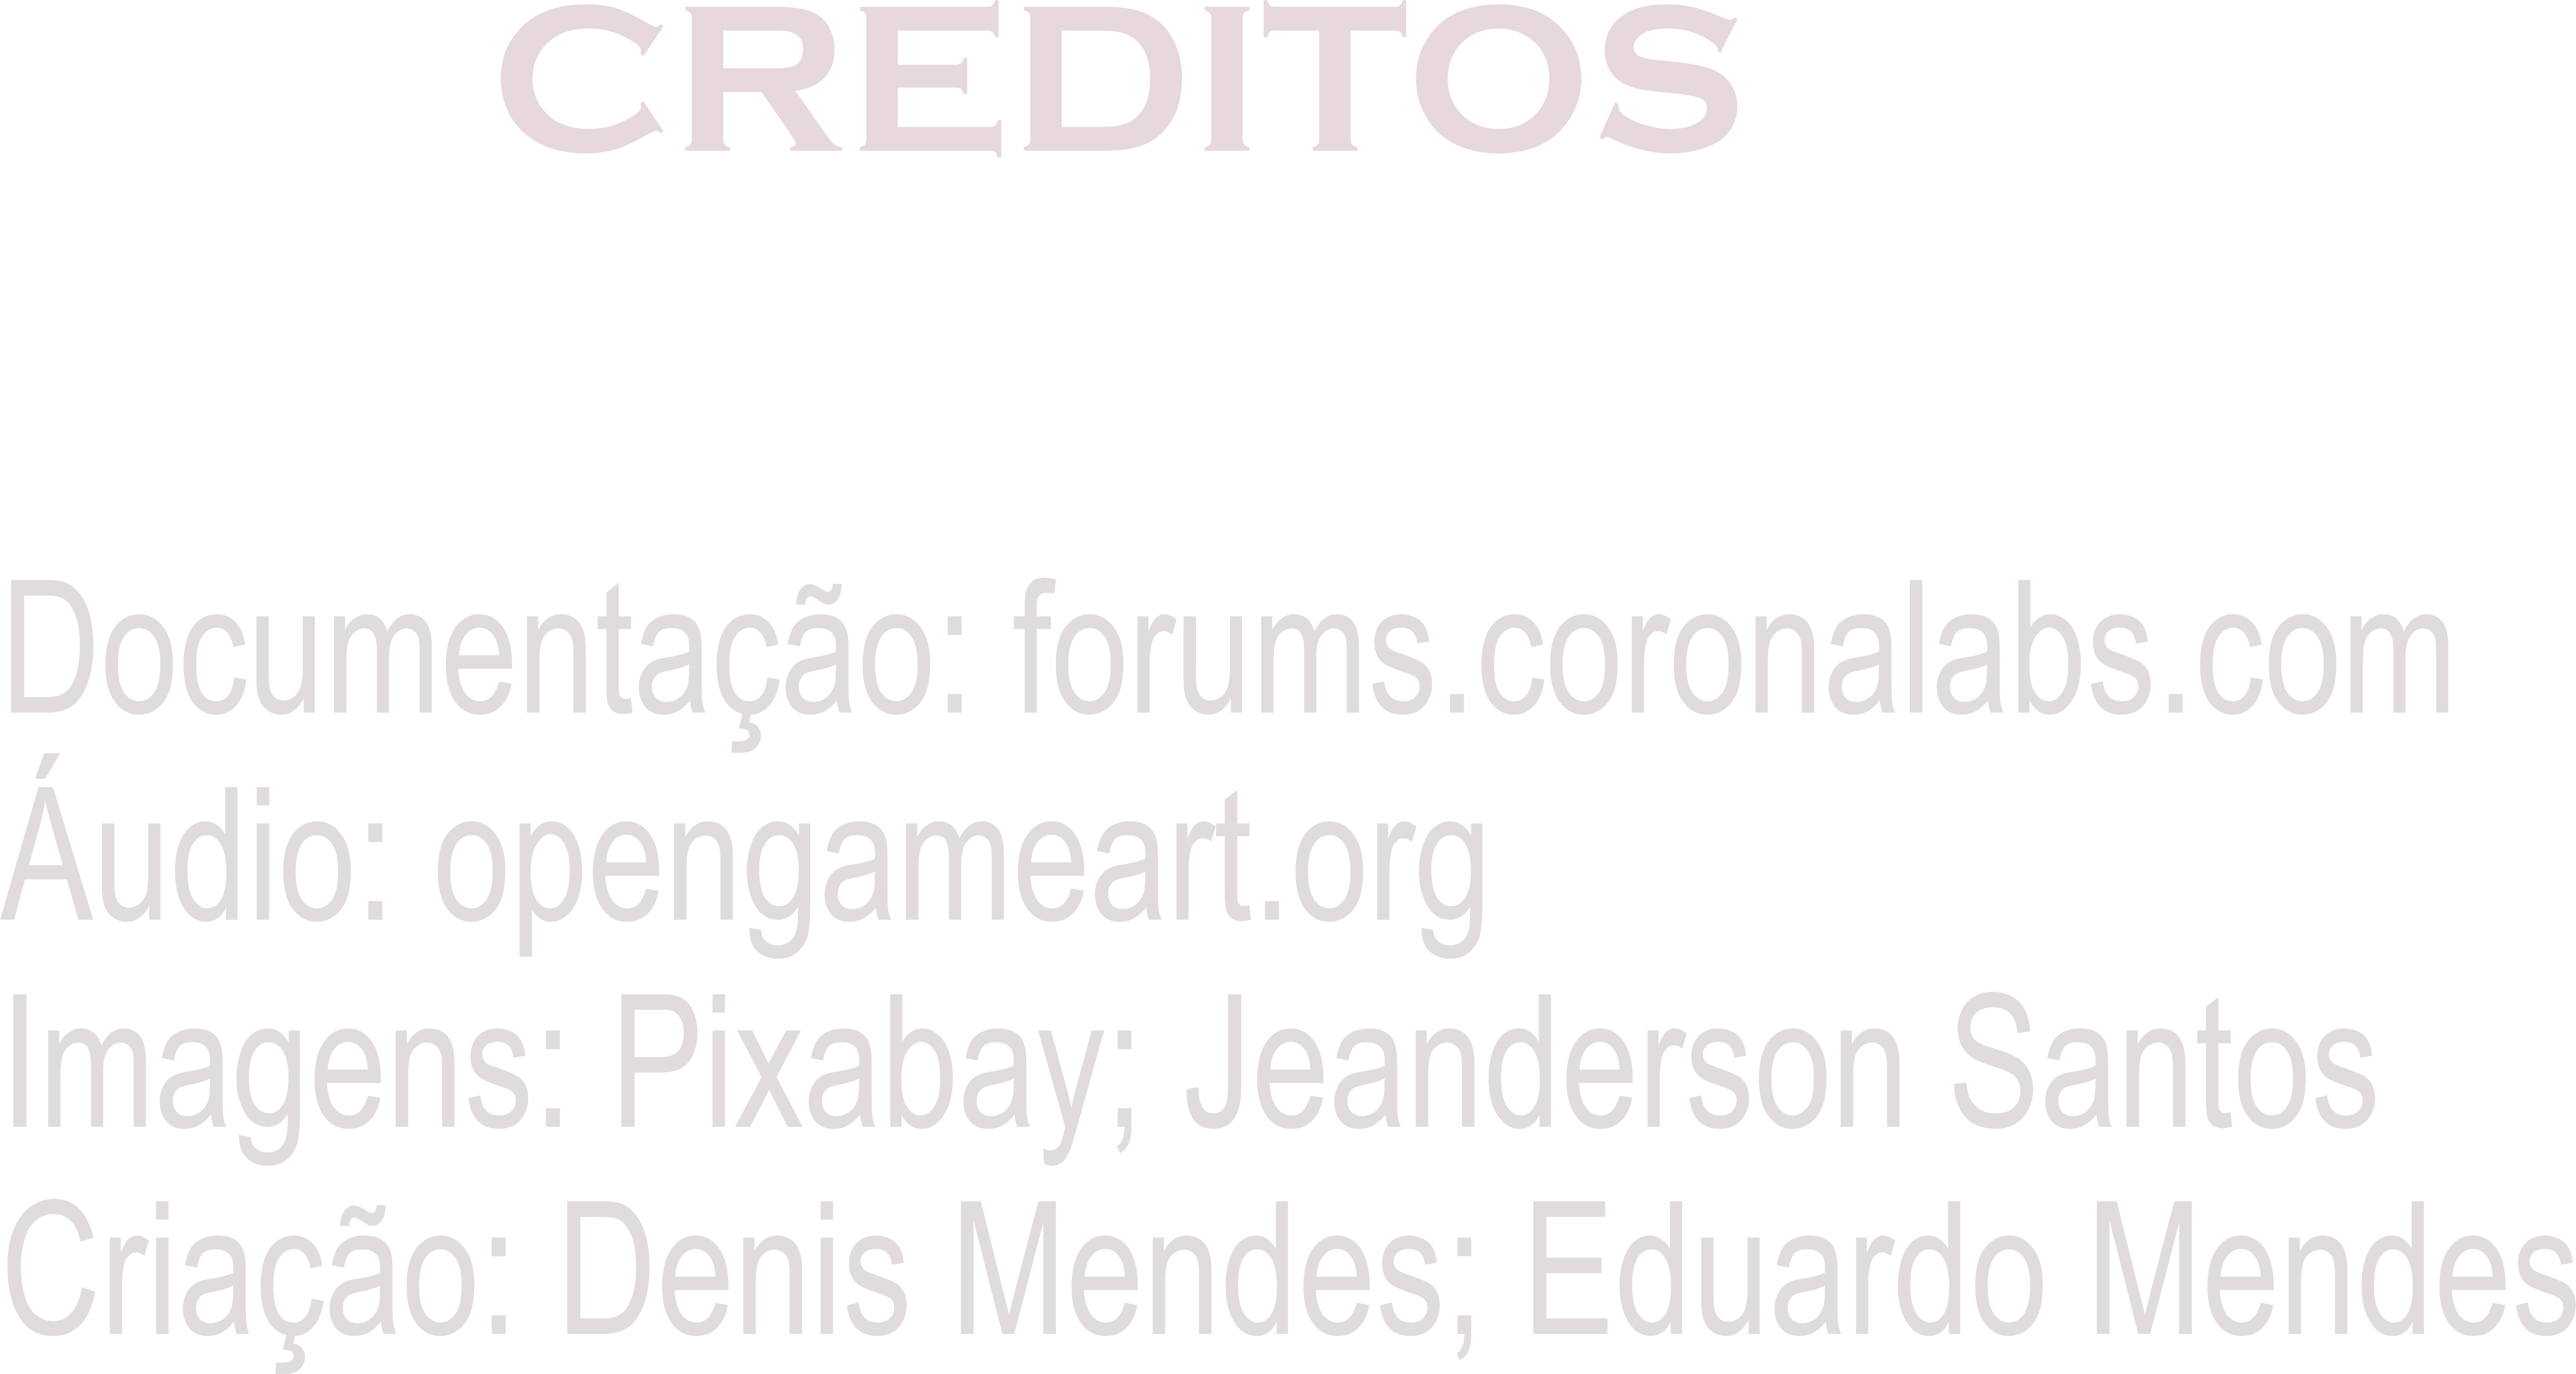 CREDITOS
Documentação: forums.coronalabs.com
Áudio: opengameart.org
Imagens: Pixabay; Jeanderson Santos
Criação: Denis Mendes; Eduardo Mendes